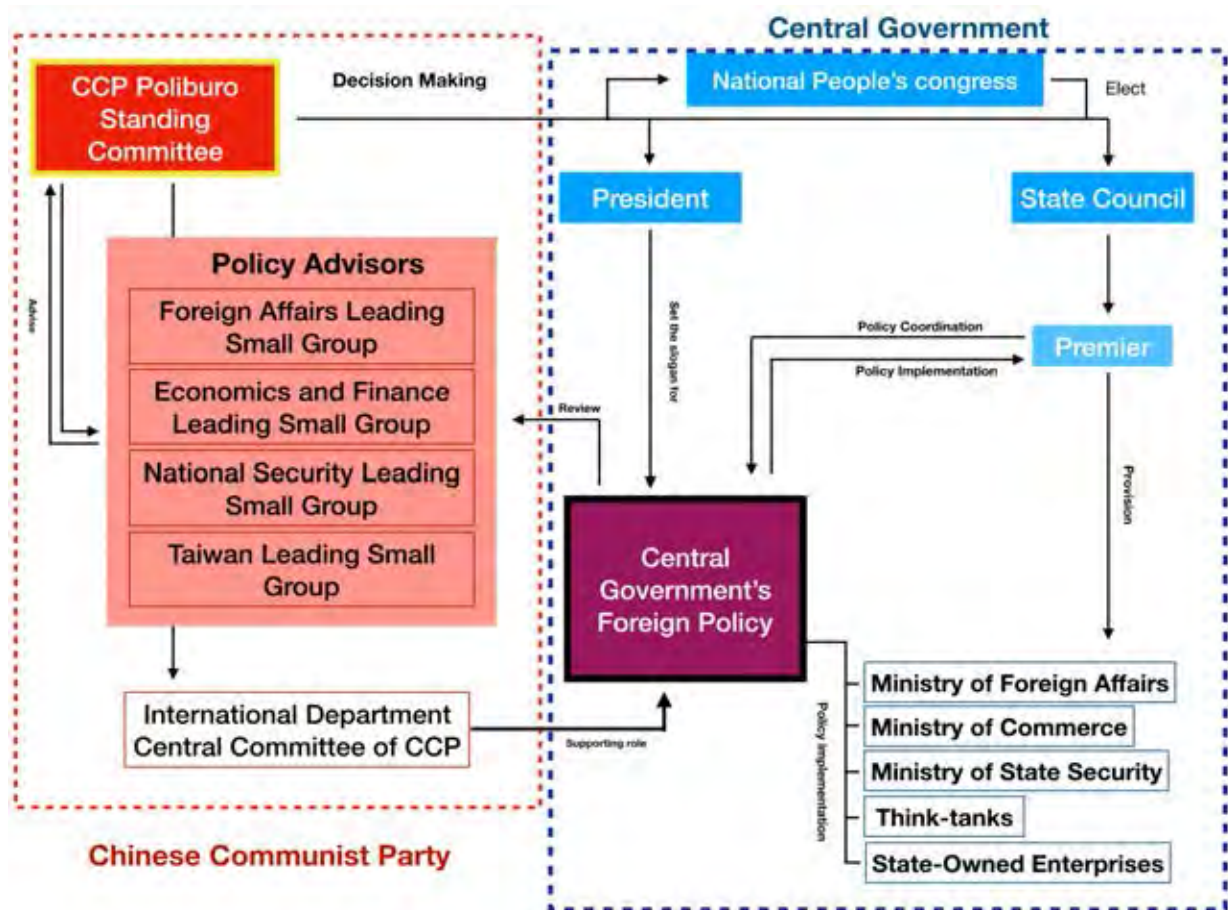 Central Government
CCP Poliburo
Standing
Committee
Decision Making
National People's congress
Elect
President
State Council
Advise
Policy Advisors
Foreign Affairs Leading
Small Group
Economics and Finance
Leading Small Group
National Security Leading
Small Group
Taiwan Leading Small
Group
Set the slogan for
Policy Coordination
Policy Implementation
Premier
Review
Provision
Central
Government's
Foreign Policy
International Department
Central Committee of CCP
Supporting role
Policy Implementation
Ministry of Foreign Affairs
Ministry of Commerce
Ministry of State Security
Think-tanks
State-Owned Enterprises
Chinese Communist Party